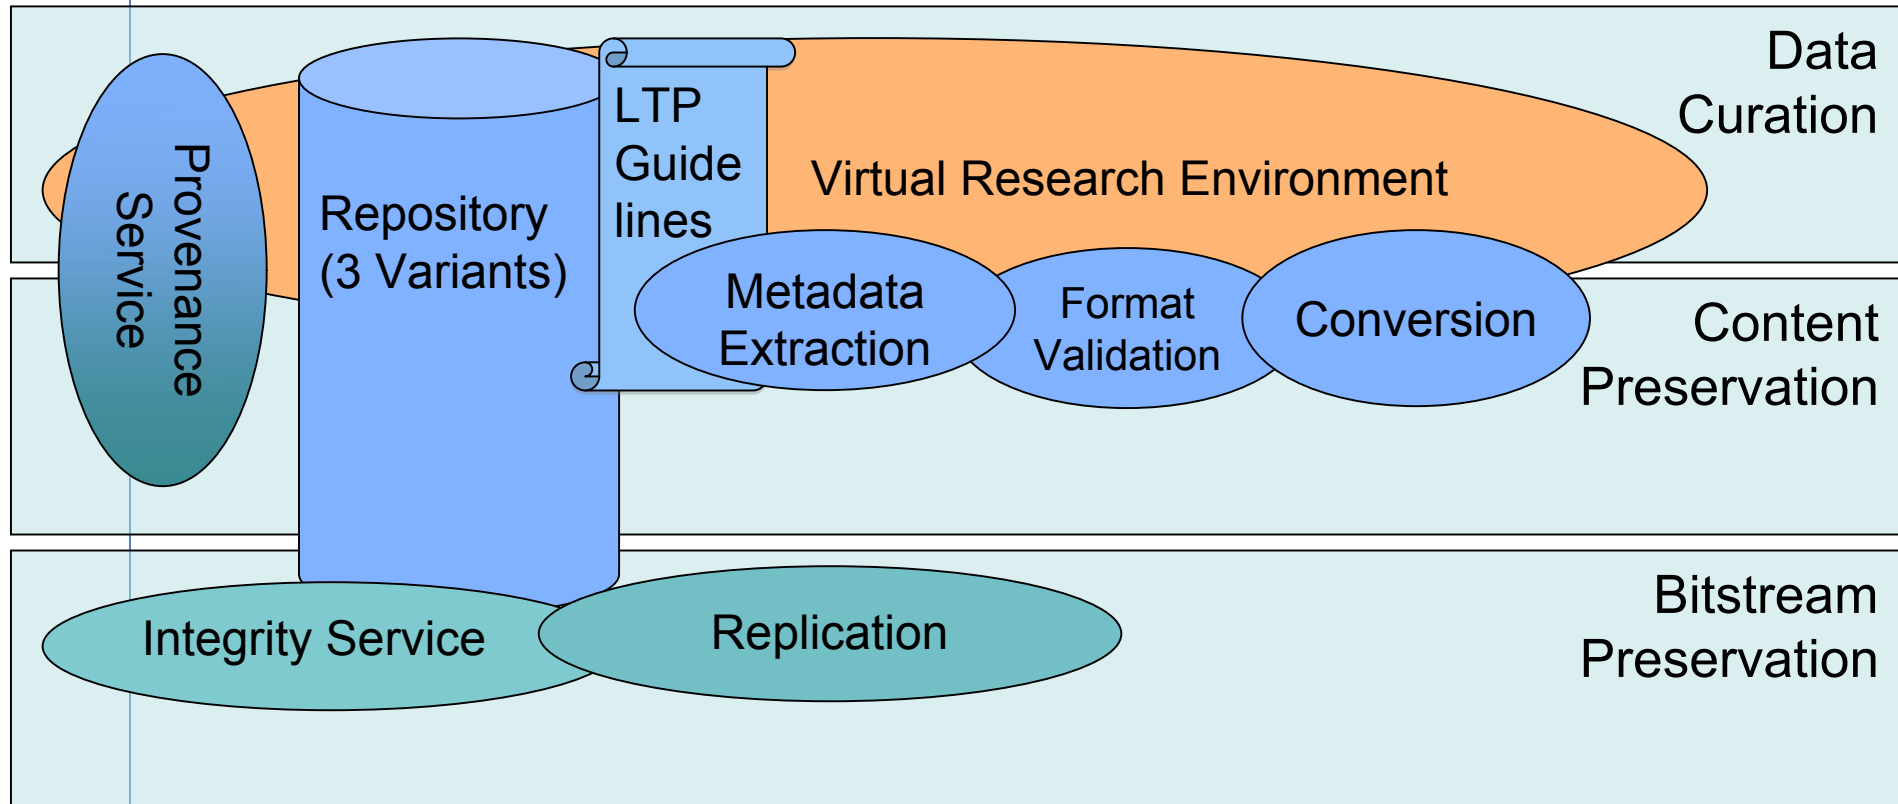 Data
Curation
Provenance
Service
Repository
(3 Variants)
LTP
Guide
lines
Virtual Research Environment
Metadata
Extraction
Format
Validation
Conversion
Content
Preservation
Integrity Service
Replication
Bitstream
Preservation